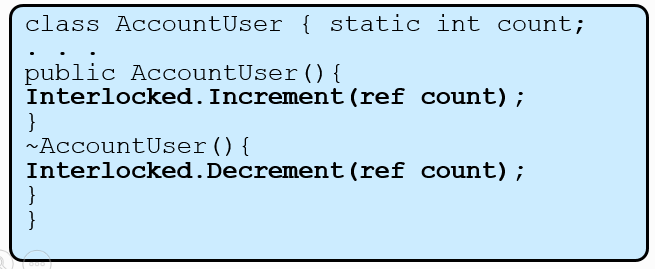 class AccountUser { static int count;
. . .
public AccountUser(){
Interlocked.Increment(ref count);
}
~AccountUser(){
Interlocked.Decrement(ref count);
}
}